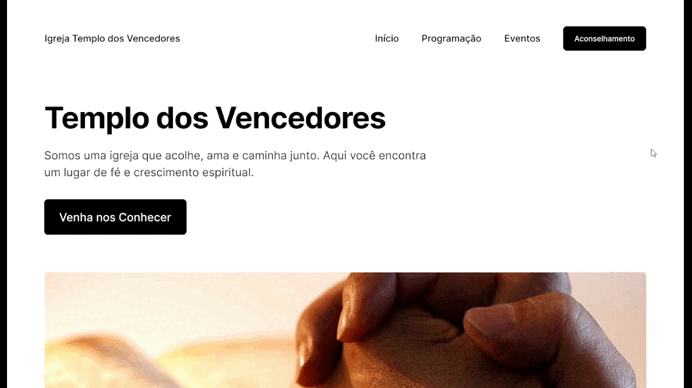 Igreja Templo dos Vencedores
Início
Programação
Eventos
Aconselhamento
Templo dos Vencedores
Somos uma igreja que acolhe, ama e caminha junto. Aqui você encontra
um lugar de fé e crescimento espiritual.
Venha nos Conhecer